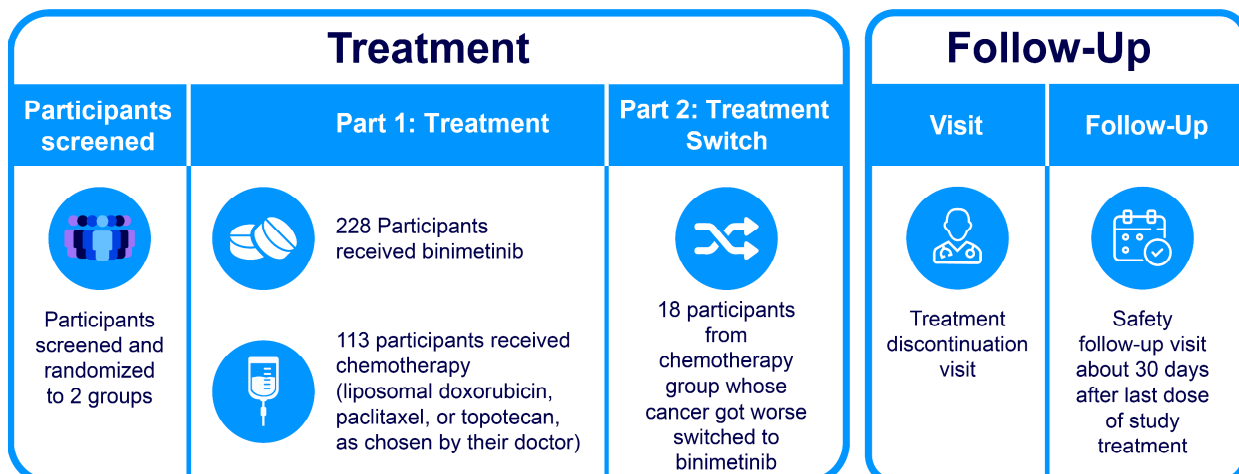 Treatment
Participants
screened
Part 1: Treatment
Part 2: Treatment
Switch
Participants
screened and
randomized
to 2 groups
228 Participants
received binimetinib
113 participants received
chemotherapy
(liposomal doxorubicin,
paclitaxel, or topotecan,
as chosen by their doctor)
18 participants
from
chemotherapy
group whose
cancer got worse
switched to
binimetinib
Follow-Up
Visit
Follow-Up
Treatment
discontinuation
visit
Safety
follow-up visit
about 30 days
after last dose
of study
treatment